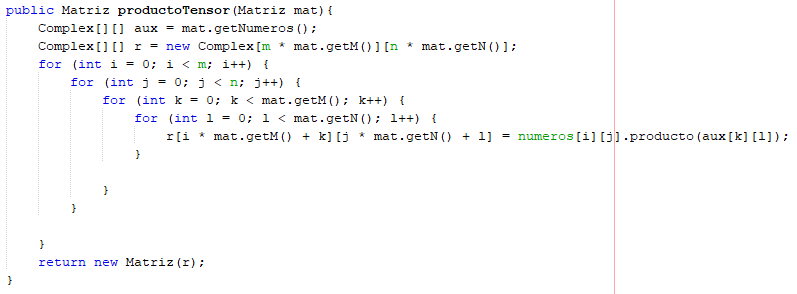 public Matriz productoTensor(Matriz mat){
    Complex[][] aux = mat.getNumeros();
    Complex[][] r = new Complex[m * mat.getM()][n * mat.getN()];
    for (int i = 0; i < m; i++) {
        for (int j = 0; j < n; j++) {
            for (int k = 0; k < mat.getM(); k++) {
                for (int l = 0; l < mat.getN(); l++) {
                    r[i * mat.getM() + k][j * mat.getN() + l] = numeros[i][j].producto(aux[k][l]);
                }
            }
        }
    }
    return new Matriz(r);
}